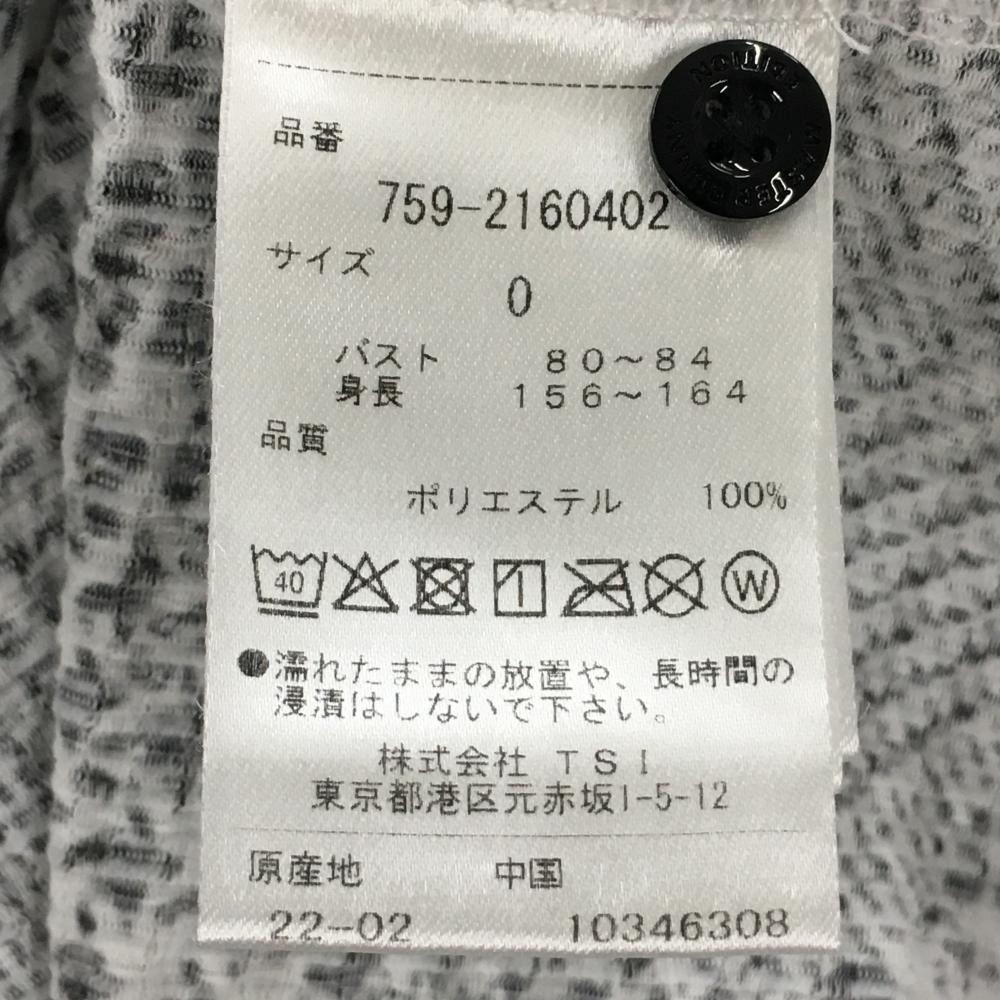 品番
759-2160402
サイズ
0
バスト 80～84
身長 156～164
品質
ポリエステル 100%
40
W
●濡れたままの放置や、長時間の
浸漬はしないで下さい。
株式会社 TSI
東京都港区元赤坂1-5-12
原産地 中国
22-02 10346308
MASTER BUNNY
EDITION